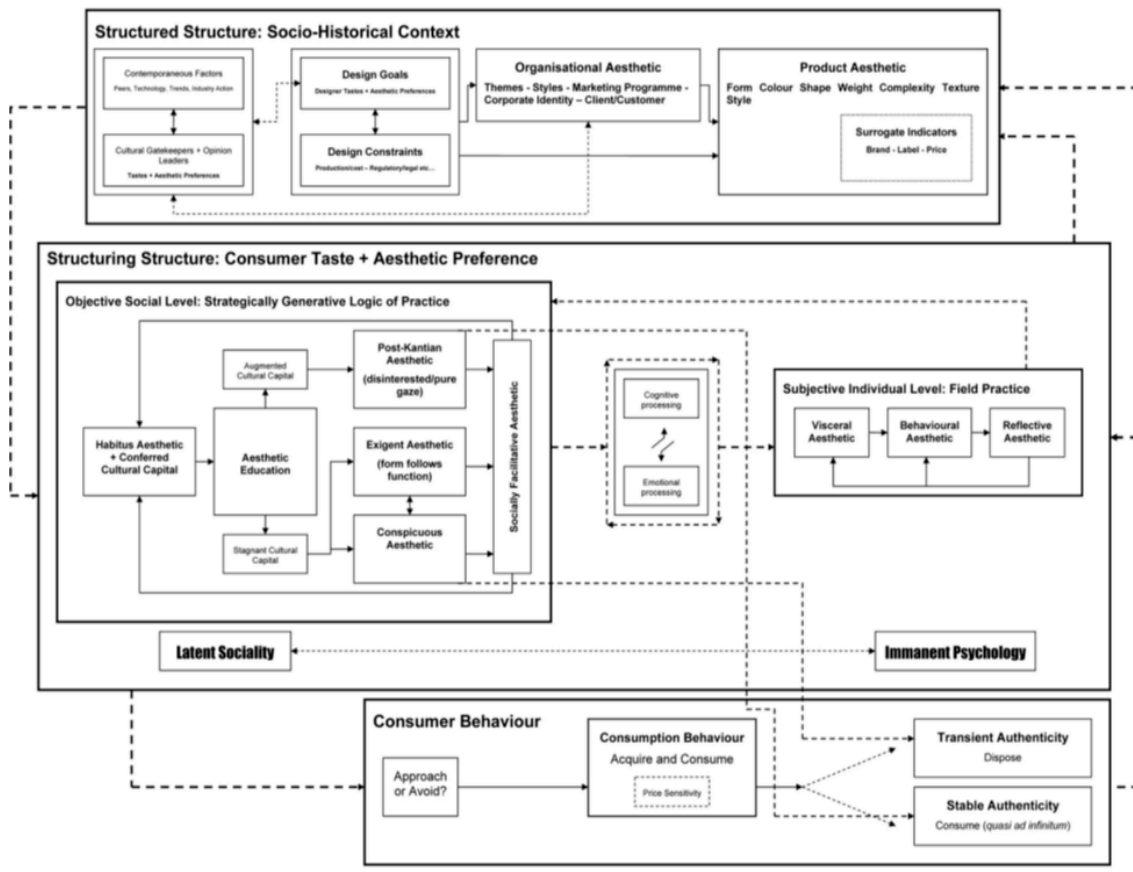 Structured Structure: Socio-Historical Context
Contemporaneous Factors
Peers, Technology, Trends, Industry Action
Cultural Gatekeepers + Opinion
Leaders
Tastes + Aesthetic Preferences
Design Goals
Designer Tastes + Aesthetic Preferences
Design Constraints
Production/cost – Regulatory/legal etc...
Organisational Aesthetic
Themes - Styles - Marketing Programme -
Corporate Identity – Client/Customer
Product Aesthetic
Form Colour Shape Weight Complexity Texture
Style
Surrogate Indicators
Brand - Label - Price
Structuring Structure: Consumer Taste + Aesthetic Preference
Objective Social Level: Strategically Generative Logic of Practice
Habitus Aesthetic
+ Conferred
Cultural Capital
Augmented
Cultural Capital
Aesthetic
Education
Stagnant Cultural
Capital
Post-Kantian
Aesthetic
(disinterested/pure
gaze)
Exigent Aesthetic
(form follows
function)
Conspicuous
Aesthetic
Socially Facilitative Aesthetic
Cognitive
processing
Emotional
processing
Subjective Individual Level: Field Practice
Visceral
Aesthetic
Behavioural
Aesthetic
Reflective
Aesthetic
Latent Sociality
Immanent Psychology
Consumer Behaviour
Approach
or Avoid?
Consumption Behaviour
Acquire and Consume
Price Sensitivity
Transient Authenticity
Dispose
Stable Authenticity
Consume (quasi ad infinitum)